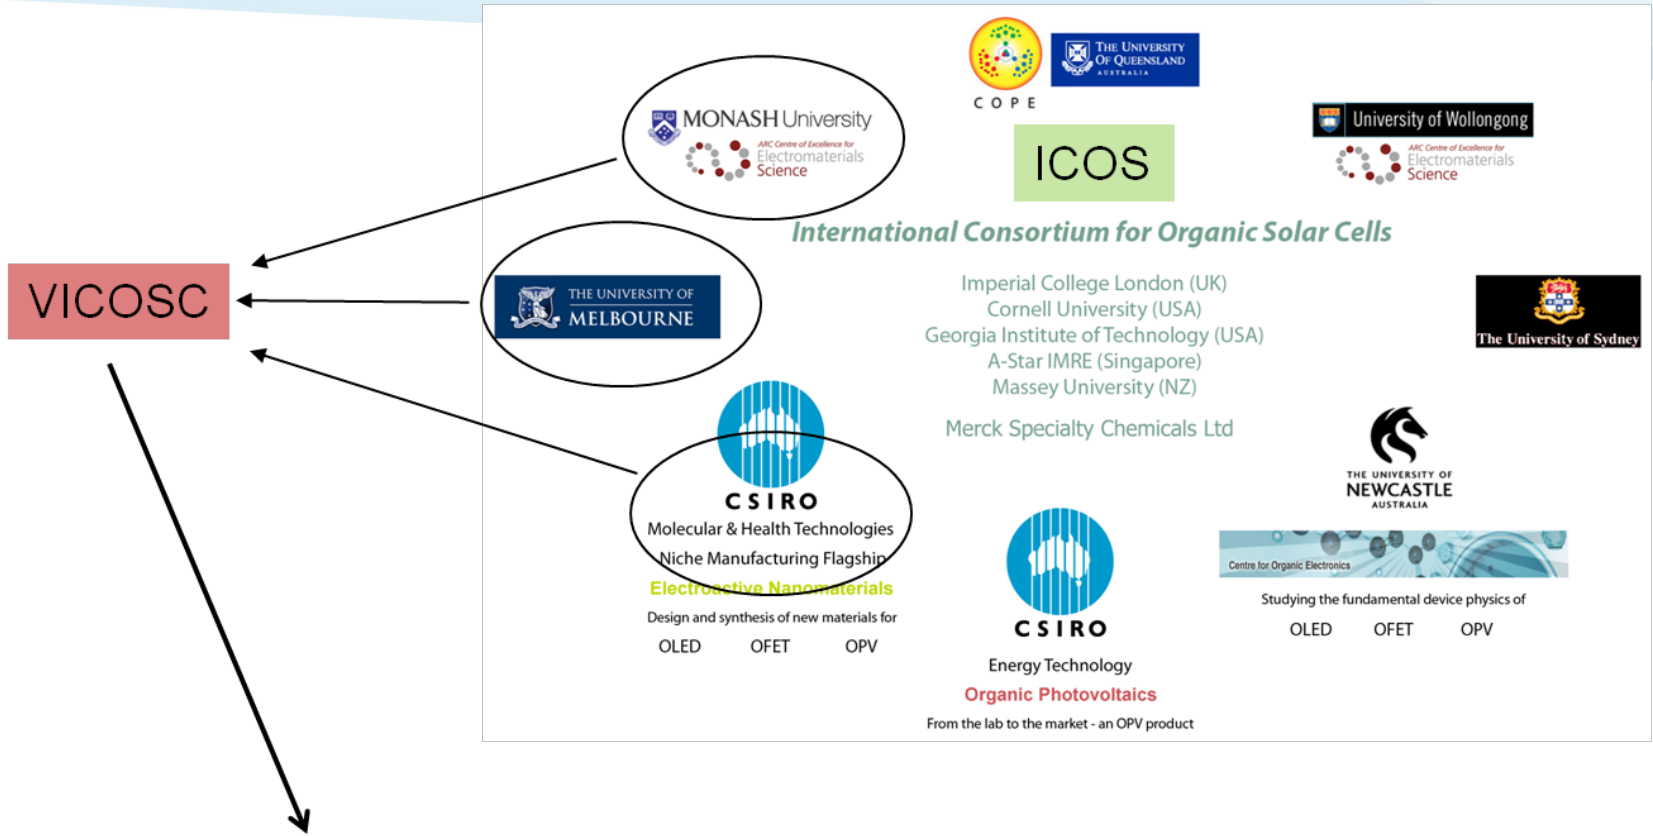 COPE
THE UNIVERSITY
OF QUEENSLAND
AUSTRALIA
MONASH University
ARC Centre of Excellence for
Electromaterials
Science
University of Wollongong
ARC Centre of Excellence for
Electromaterials
Science
ICOS
International Consortium for Organic Solar Cells
VICOSC
THE UNIVERSITY OF
MELBOURNE
Imperial College London (UK)
Cornell University (USA)
Georgia Institute of Technology (USA)
A-Star IMRE (Singapore)
Massey University (NZ)
Merck Specialty Chemicals Ltd
The University of Sydney
CSIRO
Molecular & Health Technologies
Niche Manufacturing Flagship
Electroactive Nanomaterials
Design and synthesis of new materials for
OLED OFET OPV
CSIRO
Energy Technology
Organic Photovoltaics
From the lab to the market - an OPV product
THE UNIVERSITY OF
NEWCASTLE
AUSTRALIA
Centre for Organic Electronics
Studying the fundamental device physics of
OLED OFET OPV